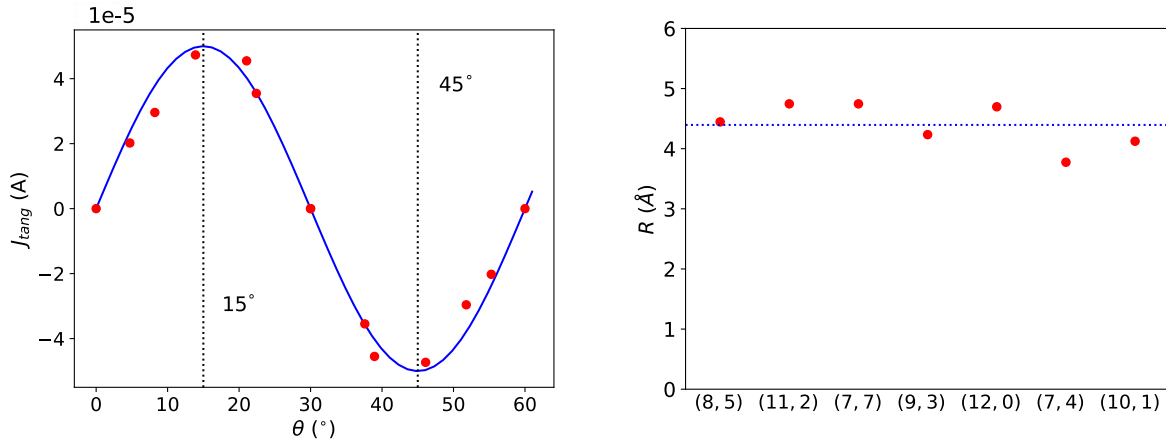 1e-5
J_tang (A)
4
2
0
−2
−4
15°
45°
0 10 20 30 40 50 60
θ (°)
R (Å)
6
5
4
3
2
1
0
(8, 5) (11, 2) (7, 7) (9, 3) (12, 0) (7, 4) (10, 1)